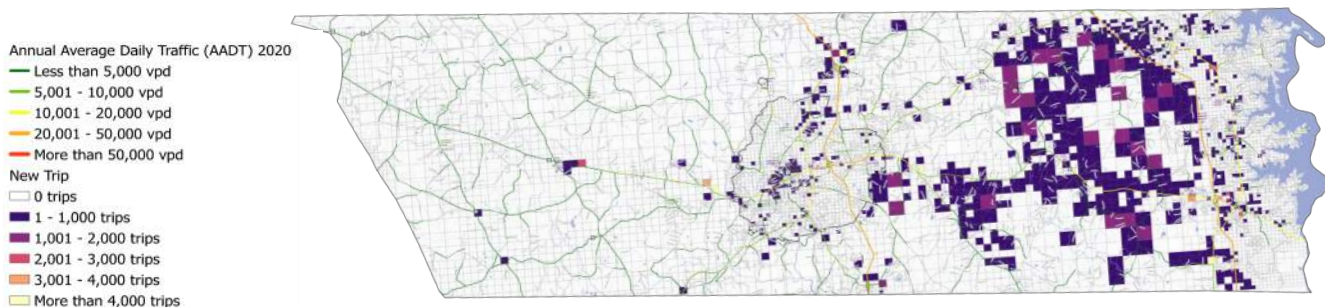 Annual Average Daily Traffic (AADT) 2020
Less than 5,000 vpd
5,001 - 10,000 vpd
10,001 - 20,000 vpd
20,001 - 50,000 vpd
More than 50,000 vpd
New Trip
0 trips
1 - 1,000 trips
1,001 - 2,000 trips
2,001 - 3,000 trips
3,001 - 4,000 trips
More than 4,000 trips